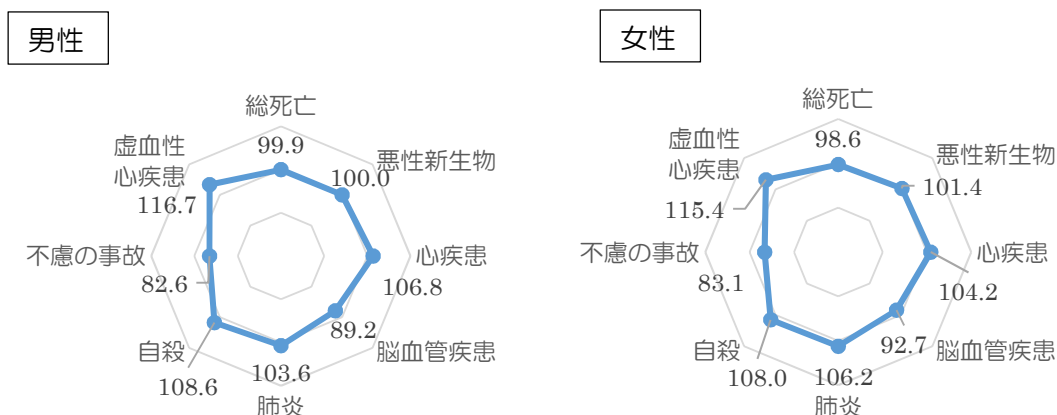 男性
総死亡
99.9
悪性新生物
100.0
心疾患
106.8
脳血管疾患
89.2
肺炎
103.6
自殺
108.6
不慮の事故
82.6
虚血性
心疾患
116.7
女性
総死亡
98.6
悪性新生物
101.4
心疾患
104.2
脳血管疾患
92.7
肺炎
106.2
自殺
108.0
不慮の事故
83.1
虚血性
心疾患
115.4